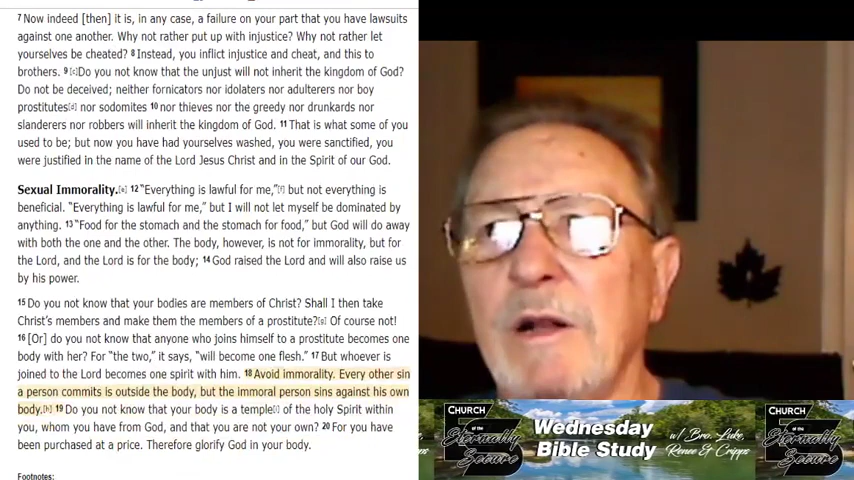 7 Now indeed [then] it is, in any case, a failure on your part that you have lawsuits
against one another. Why not rather put up with injustice? Why not rather let
yourselves be cheated? 8 Instead, you inflict injustice and cheat, and this to
brothers. 9 [c]Do you not know that the unjust will not inherit the kingdom of God?
Do not be deceived; neither fornicators nor idolaters nor adulterers nor boy
prostitutes[d] nor sodomites 10 nor thieves nor the greedy nor drunkards nor
slanderers nor robbers will inherit the kingdom of God. 11 That is what some of you
used to be; but now you have had yourselves washed, you were sanctified, you
were justified in the name of the Lord Jesus Christ and in the Spirit of our God.
Sexual Immorality.[e] 12 "Everything is lawful for me,"[f] but not everything is
beneficial. "Everything is lawful for me," but I will not let myself be dominated by
anything. 13 "Food for the stomach and the stomach for food," but God will do away
with both the one and the other. The body, however, is not for immorality, but for
the Lord, and the Lord is for the body; 14 God raised the Lord and will also raise us
by his power.
15 Do you not know that your bodies are members of Christ? Shall I then take
Christ's members and make them the members of a prostitute?[g] Of course not!
16 [Or] do you not know that anyone who joins himself to a prostitute becomes one
body with her? For "the two," it says, "will become one flesh." 17 But whoever is
joined to the Lord becomes one spirit with him. 18 Avoid immorality. Every other sin
a person commits is outside the body, but the immoral person sins against his own
body.[h] 19 Do you not know that your body is a temple[i] of the holy Spirit within
you, whom you have from God, and that you are not your own? 20 For you have
been purchased at a price. Therefore glorify God in your body.
Footnotes:
CHURCH
of the
Eternally
Secure
Wednesday
Bible Study
w/ Bro. Luke,
Renee & Cripps
CHURCH
of the
Eternally
Secure